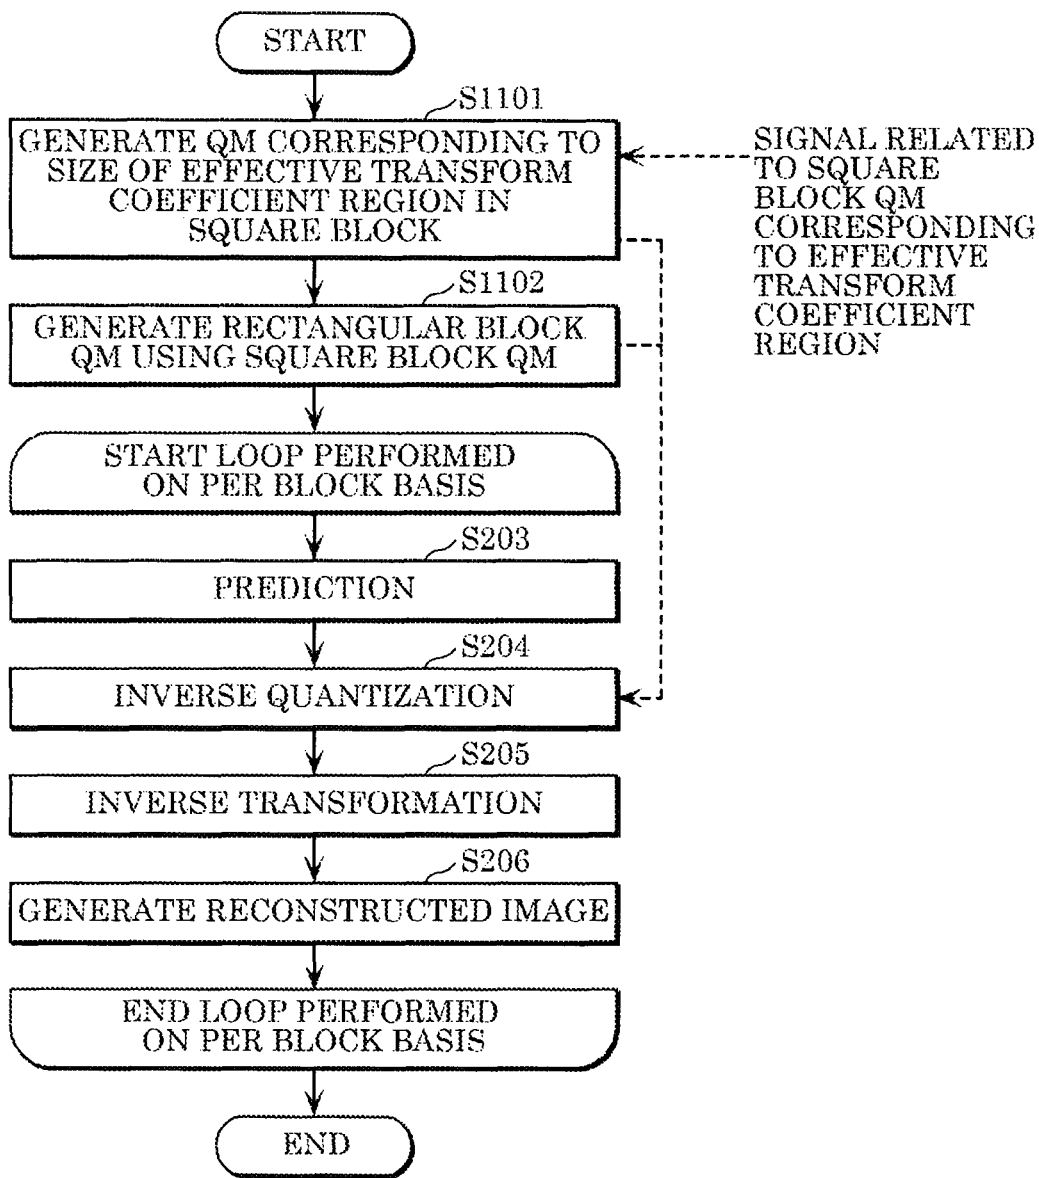 START
S1101
GENERATE QM CORRESPONDING TO
SIZE OF EFFECTIVE TRANSFORM
COEFFICIENT REGION IN
SQUARE BLOCK
SIGNAL RELATED
TO SQUARE
BLOCK QM
CORRESPONDING
TO EFFECTIVE
TRANSFORM
COEFFICIENT
REGION
S1102
GENERATE RECTANGULAR BLOCK
QM USING SQUARE BLOCK QM
START LOOP PERFORMED
ON PER BLOCK BASIS
S203
PREDICTION
S204
INVERSE QUANTIZATION
S205
INVERSE TRANSFORMATION
S206
GENERATE RECONSTRUCTED IMAGE
END LOOP PERFORMED
ON PER BLOCK BASIS
END